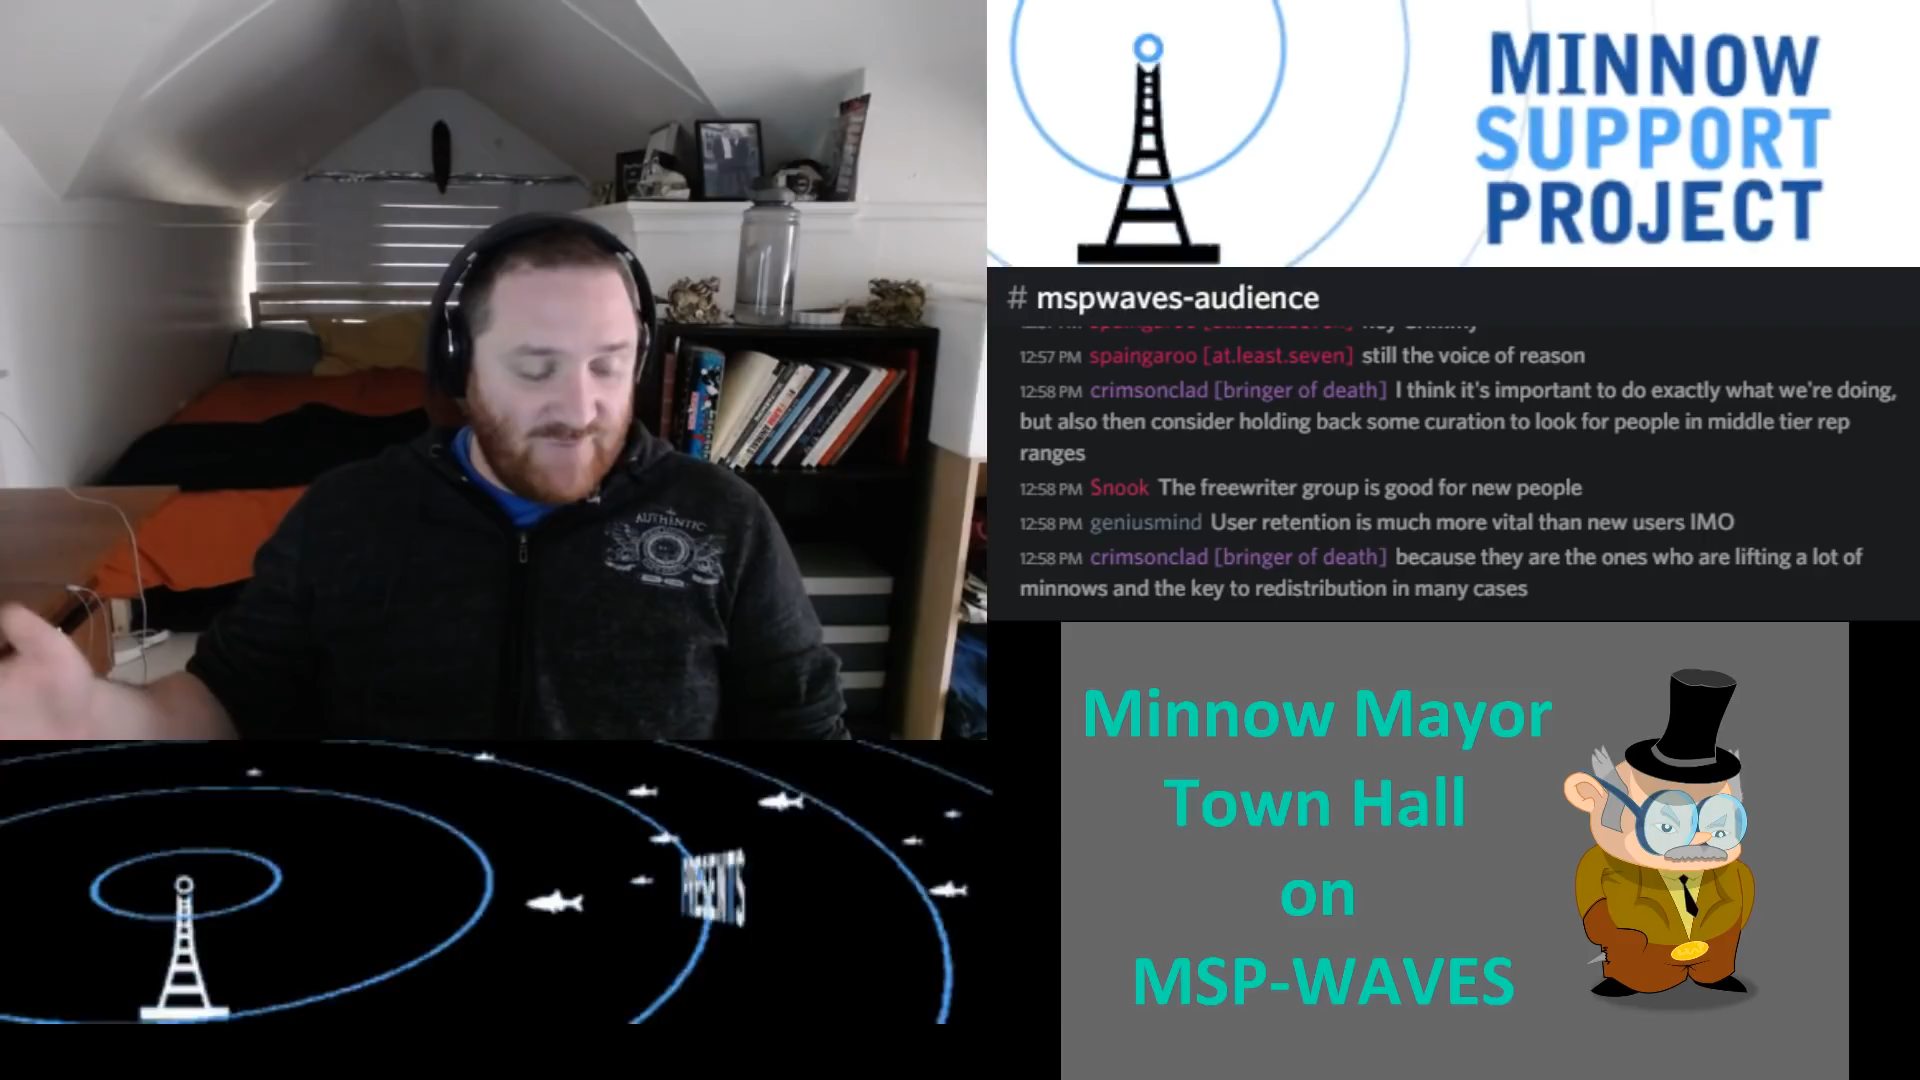 MINNOW
SUPPORT
PROJECT
# mspwaves-audience
12:57 PM spaingaroo [at.least.seven] still the voice of reason
12:58 PM crimsonclad [bringer of death] I think it's important to do exactly what we're doing,
but also then consider holding back some curation to look for people in middle tier rep
ranges
12:58 PM Snook The freewriter group is good for new people
12:58 PM geniusmind User retention is much more vital than new users IMO
12:58 PM crimsonclad [bringer of death] because they are the ones who are lifting a lot of
minnows and the key to redistribution in many cases
AUTHENTIC
Minnow Mayor
Town Hall
on
MSP-WAVES